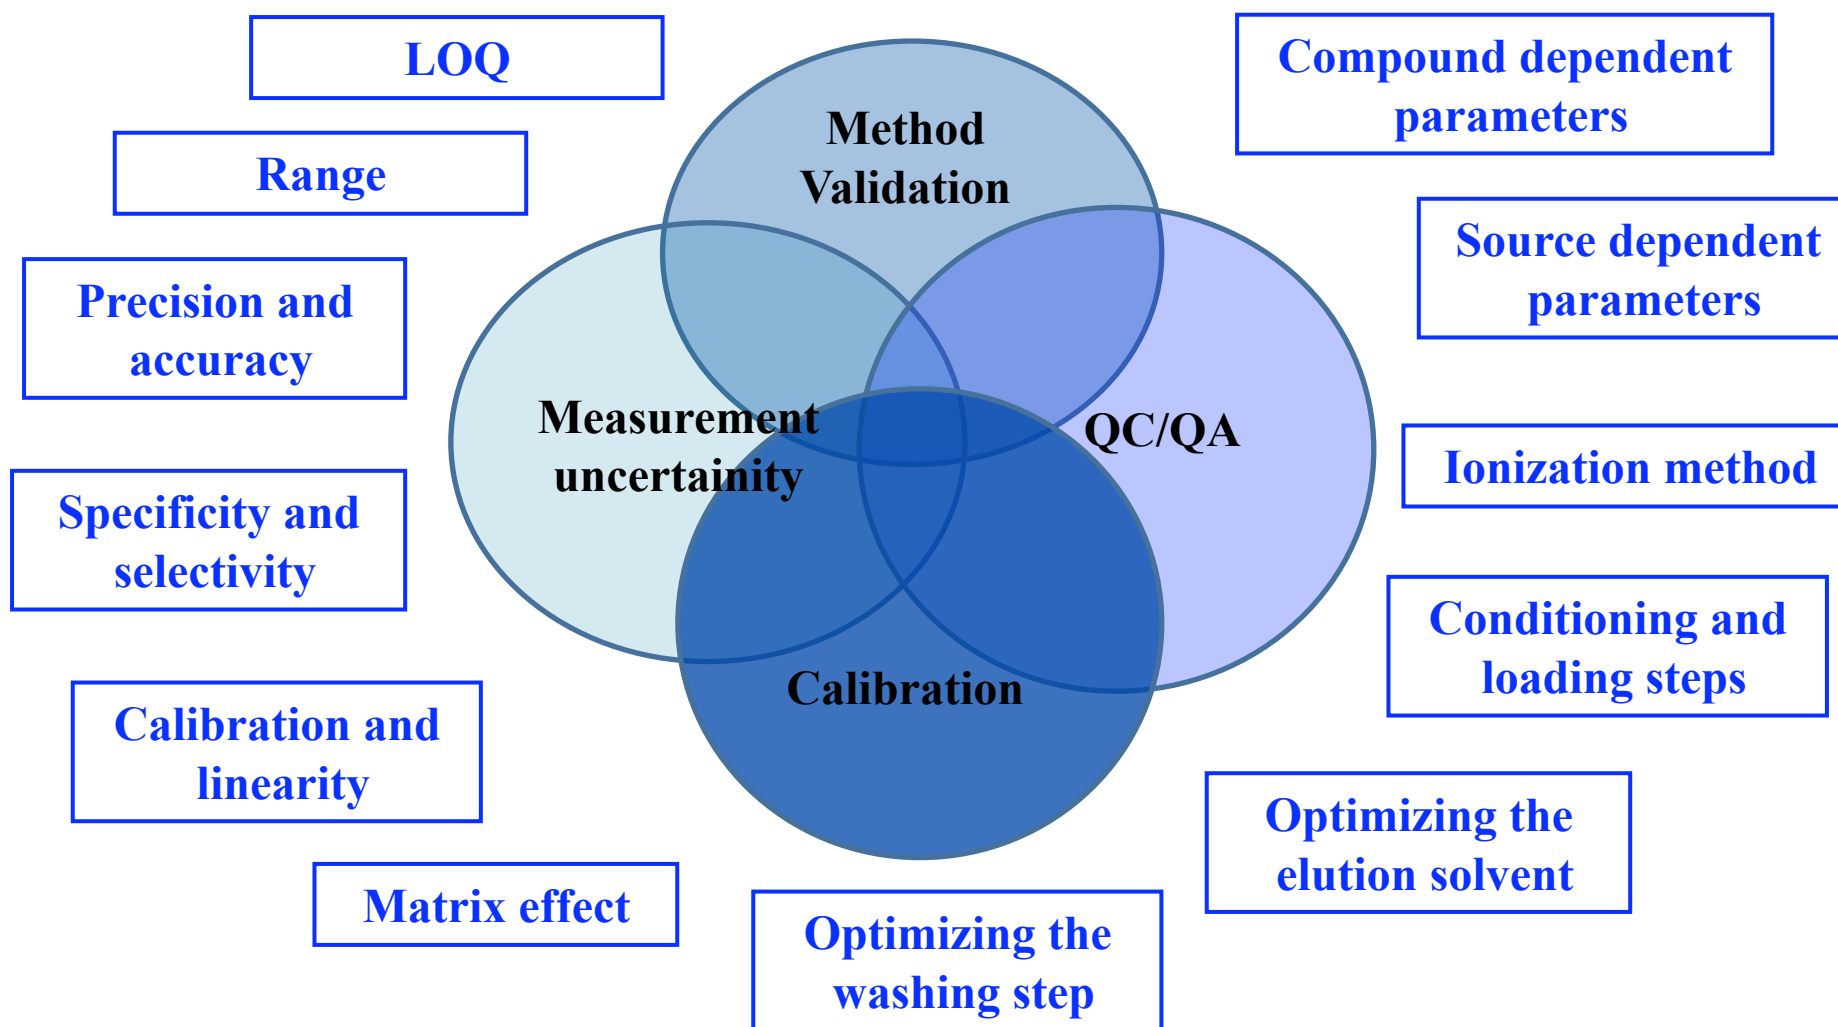 LOQ
Range
Precision and
accuracy
Specificity and
selectivity
Calibration and
linearity
Matrix effect
Method
Validation
Measurement
uncertainity
QC/QA
Calibration
Compound dependent
parameters
Source dependent
parameters
Ionization method
Conditioning and
loading steps
Optimizing the
elution solvent
Optimizing the
washing step